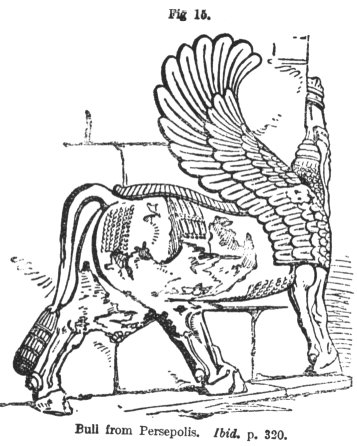 Fig 15.
Bull from Persepolis. Ibid. p. 320.